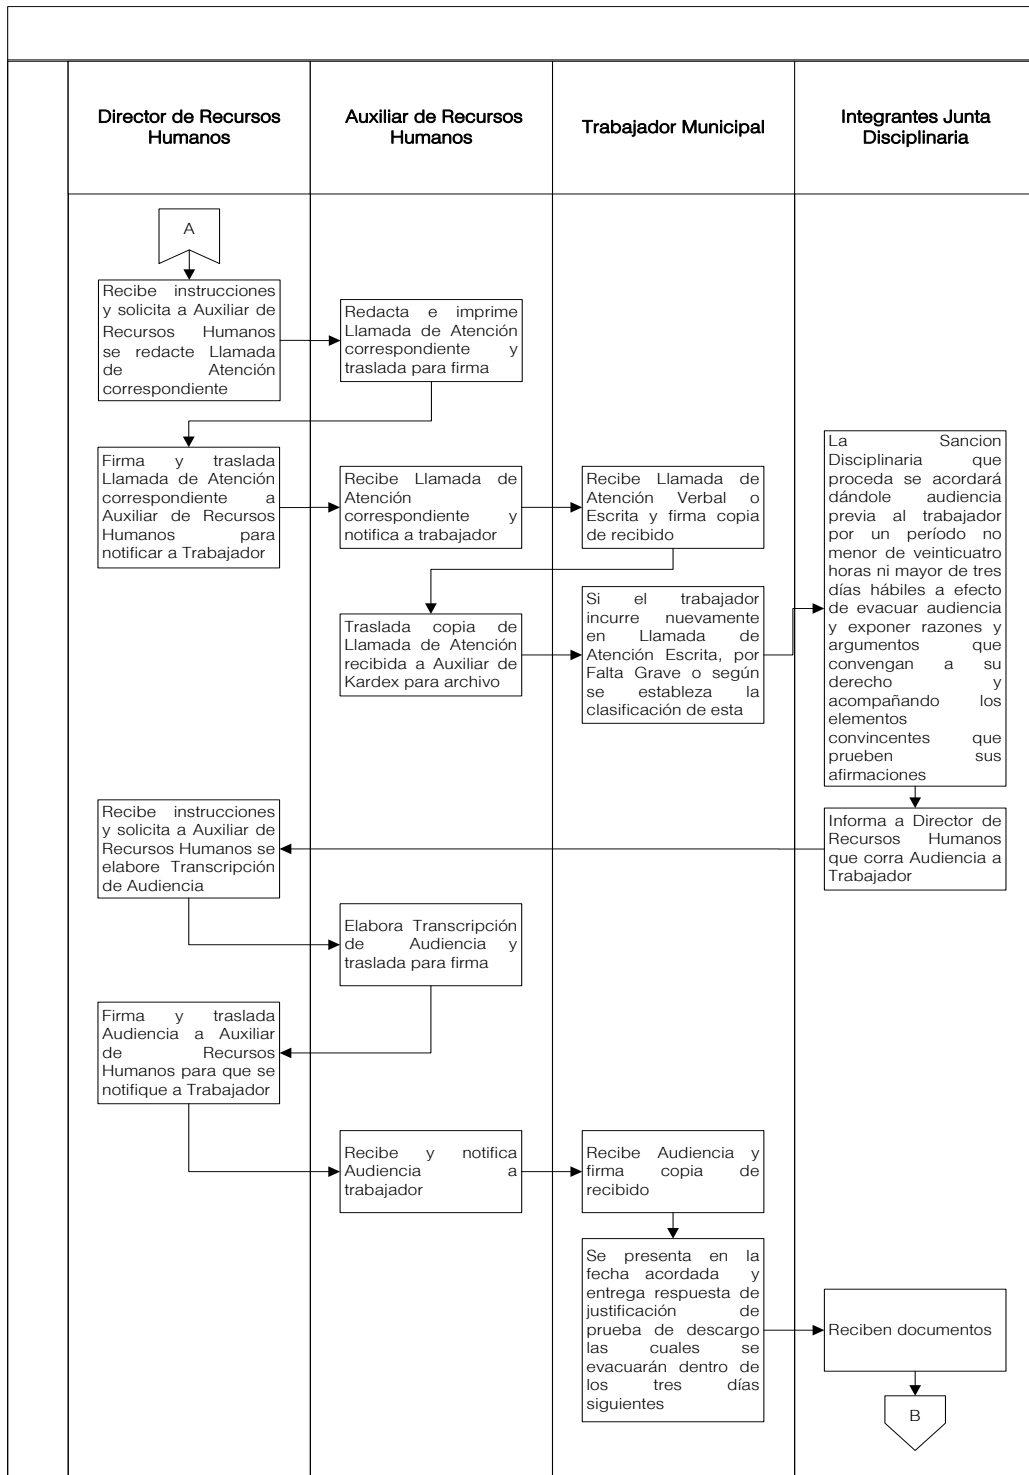 Director de Recursos
Humanos
Auxiliar de Recursos
Humanos
Trabajador Municipal
Integrantes Junta
Disciplinaria
A
Recibe instrucciones
y solicita a Auxiliar de
Recursos Humanos
se redacte Llamada
de Atención
correspondiente
Redacta e imprime
Llamada de Atención
correspondiente y
traslada para firma
Firma y traslada
Llamada de Atención
correspondiente a
Auxiliar de Recursos
Humanos para
notificar a Trabajador
Recibe Llamada de
Atención
correspondiente y
notifica a trabajador
Recibe Llamada de
Atención Verbal o
Escrita y firma copia
de recibido
Traslada copia de
Llamada de Atención
recibida a Auxiliar de
Kardex para archivo
Si el trabajador
incurre nuevamente
en Llamada de
Atención Escrita, por
Falta Grave o según
se estableza la
clasificación de esta
La Sancion
Disciplinaria que
proceda se acordará
dándole audiencia
previa al trabajador
por un período no
menor de veinticuatro
horas ni mayor de tres
días hábiles a efecto
de evacuar audiencia
y exponer razones y
argumentos que
convengan a su
derecho y
acompañando los
elementos
convincentes que
prueben sus
afirmaciones
Informa a Director de
Recursos Humanos
que corra Audiencia a
Trabajador
Recibe instrucciones
y solicita a Auxiliar de
Recursos Humanos se
elabore Transcripción
de Audiencia
Elabora Transcripción
de Audiencia y
traslada para firma
Firma y traslada
Audiencia a Auxiliar
de Recursos
Humanos para que se
notifique a Trabajador
Recibe y notifica
Audiencia a
trabajador
Recibe Audiencia y
firma copia de
recibido
Se presenta en la
fecha acordada y
entrega respuesta de
justificación de
prueba de descargo
las cuales se
evacuarán dentro de
los tres días
siguientes
Reciben documentos
B